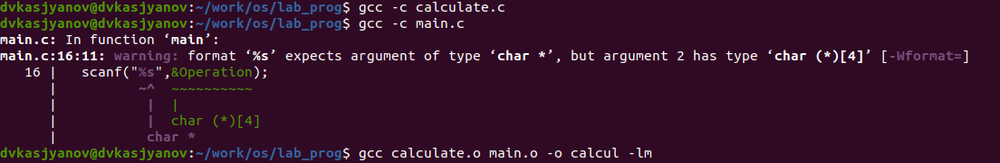 dvkasjyanov@dvkasjyanov:~/work/os/lab_prog$ gcc -c calculate.c
dvkasjyanov@dvkasjyanov:~/work/os/lab_prog$ gcc -c main.c
main.c: In function ‘main’:
main.c:16:11: warning: format ‘%s’ expects argument of type ‘char *’, but argument 2 has type ‘char (*)[4]’ [-Wformat=]
   16 |   scanf("%s",&Operation);
      |          ~^  ~~~~~~~~~~
      |           |  |
      |           |  char (*)[4]
      |           char *
dvkasjyanov@dvkasjyanov:~/work/os/lab_prog$ gcc calculate.o main.o -o calcul -lm